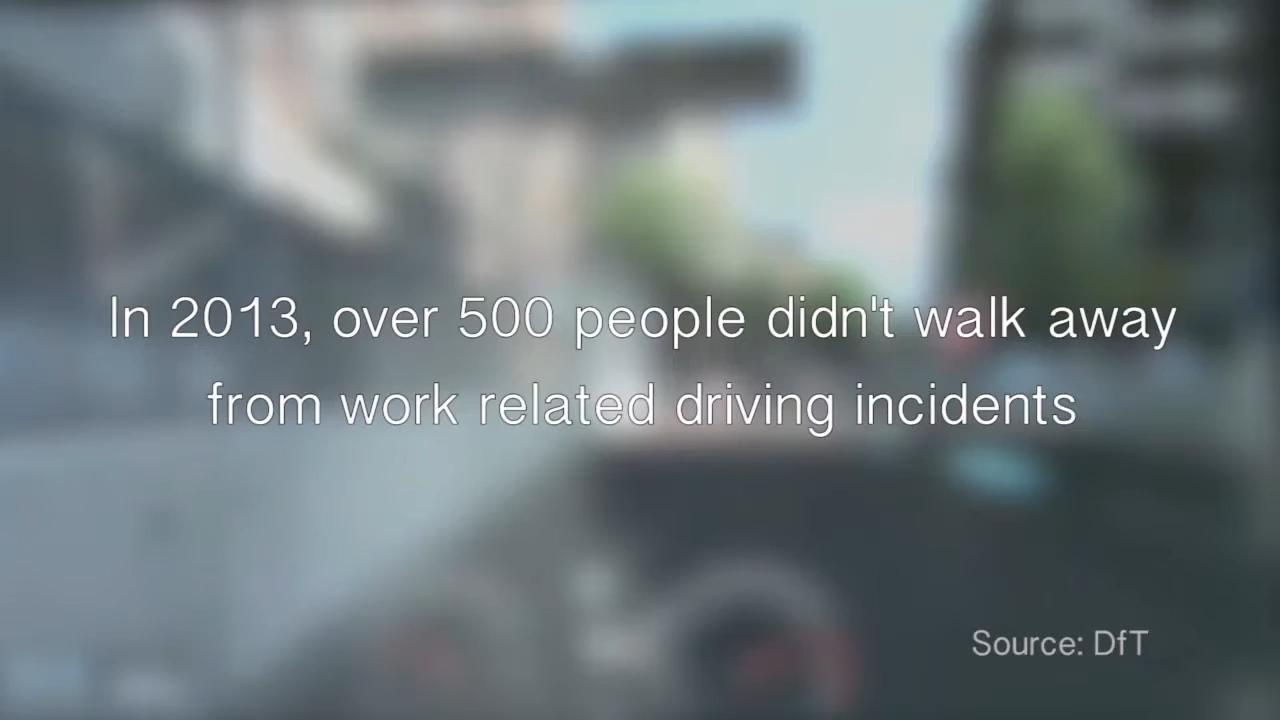 In 2013, over 500 people didn't walk away
from work related driving incidents
Source: DfT